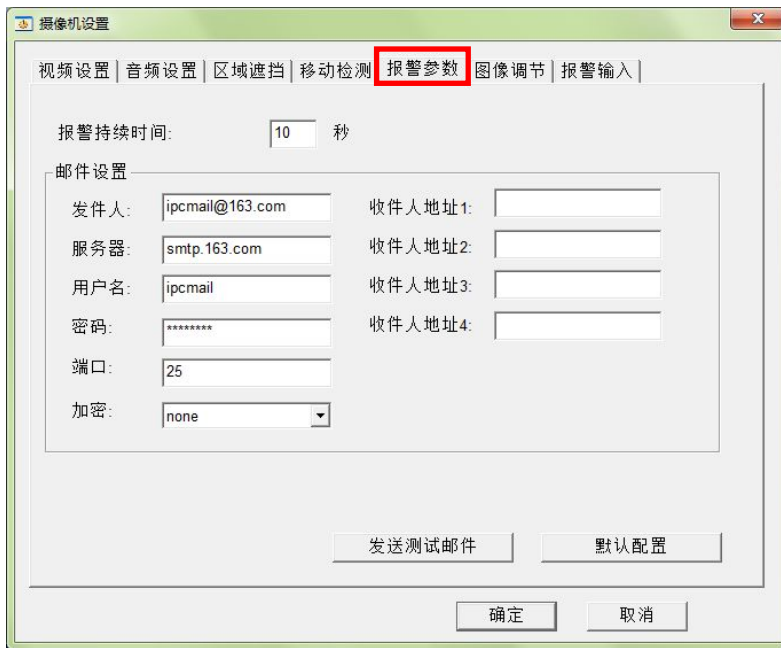 摄像机设置
视频设置 音频设置 区域遮挡 移动检测 报警参数 图像调节 报警输入
报警持续时间: 10 秒
邮件设置
发件人: ipcmail@163.com 收件人地址1:
服务器: smtp.163.com 收件人地址2:
用户名: ipcmail 收件人地址3:
密码: ******** 收件人地址4:
端口: 25
加密: none
发送测试邮件 默认配置
确定 取消